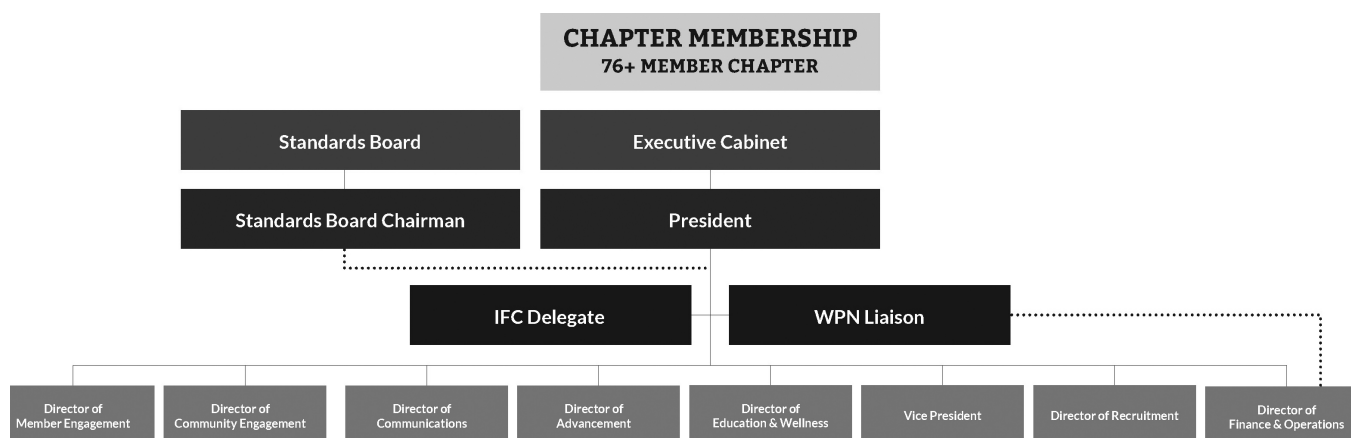 CHAPTER MEMBERSHIP
76+ MEMBER CHAPTER
Standards Board
Executive Cabinet
Standards Board Chairman
President
IFC Delegate
WPN Liaison
Director of
Member Engagement
Director of
Community Engagement
Director of
Communications
Director of
Advancement
Director of
Education & Wellness
Vice President
Director of Recruitment
Director of
Finance & Operations